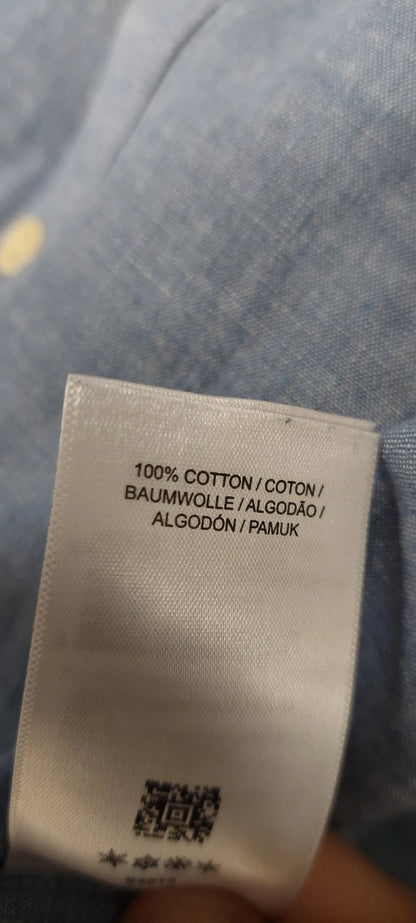 100% COTTON / COTON /
BAUMWOLLE / ALGODÃO /
ALGODÓN / PAMUK